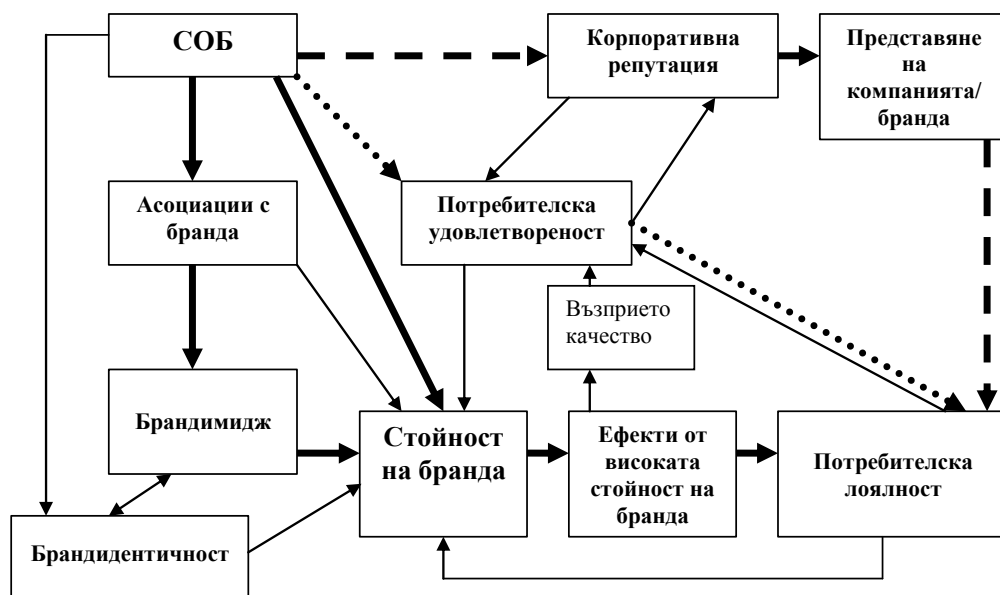 СОБ
Корпоративна
репутация
Представяне
на
компанията/
бранда
Асоциации с
бранда
Потребителска
удовлетвореност
Възприето
качество
Брандимидж
Стойност
на бранда
Ефекти от
високата
стойност на
бранда
Потребителска
лоялност
Брандидентичност